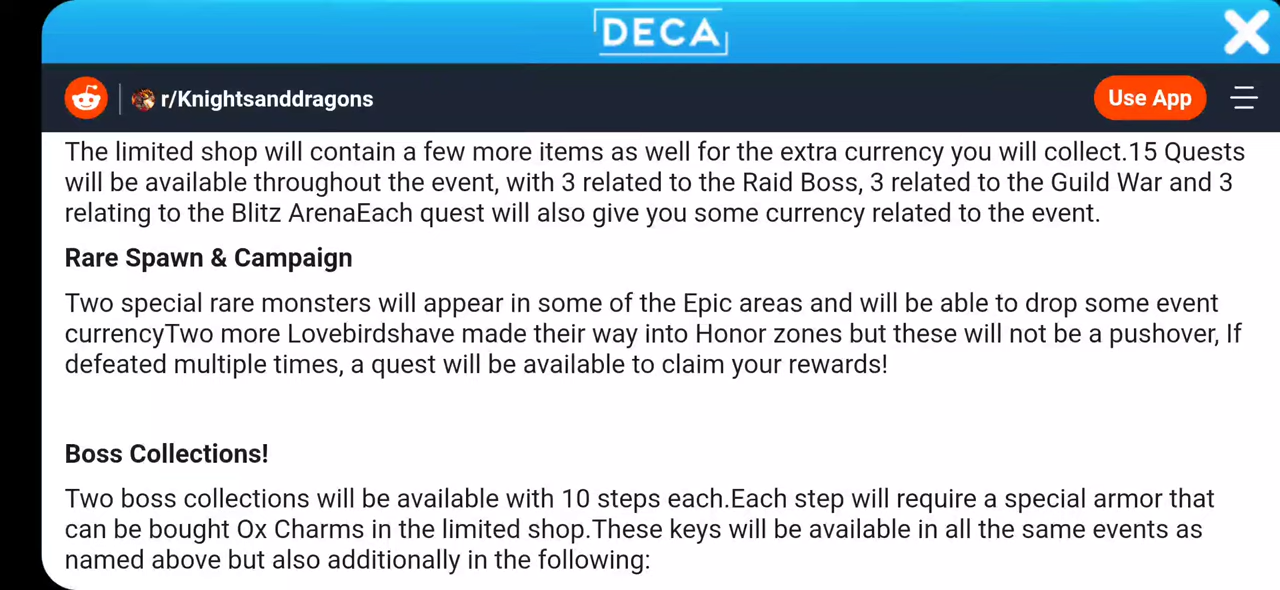 DECA
r/Knightsanddragons
Use App
The limited shop will contain a few more items as well for the extra currency you will collect.15 Quests
will be available throughout the event, with 3 related to the Raid Boss, 3 related to the Guild War and 3
relating to the Blitz ArenaEach quest will also give you some currency related to the event.
Rare Spawn & Campaign
Two special rare monsters will appear in some of the Epic areas and will be able to drop some event
currencyTwo more Lovebirdshave made their way into Honor zones but these will not be a pushover, If
defeated multiple times, a quest will be available to claim your rewards!
Boss Collections!
Two boss collections will be available with 10 steps each.Each step will require a special armor that
can be bought Ox Charms in the limited shop.These keys will be available in all the same events as
named above but also additionally in the following: